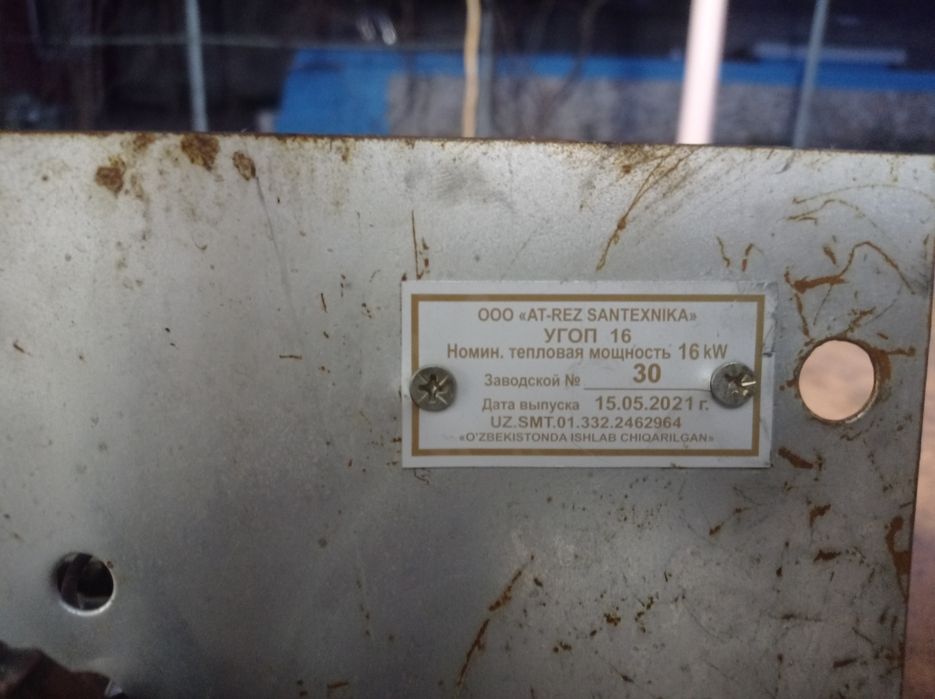 ООО «AT-REZ SANTEXNIKA»
УГОП 16
Номин. тепловая мощность 16 kW
Заводской № 30
Дата выпуска 15.05.2021 г.
UZ.SMT.01.332.2462964
«O'ZBEKISTONDA ISHLAB CHIQARILGAN»